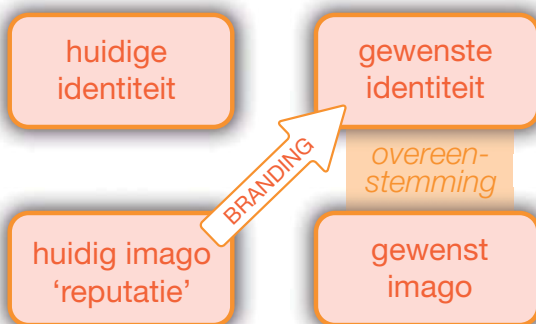 huidige
identiteit
gewenste
identiteit
BRANDING
overeen-
stemming
huidig imago
‘reputatie’
gewenst
imago